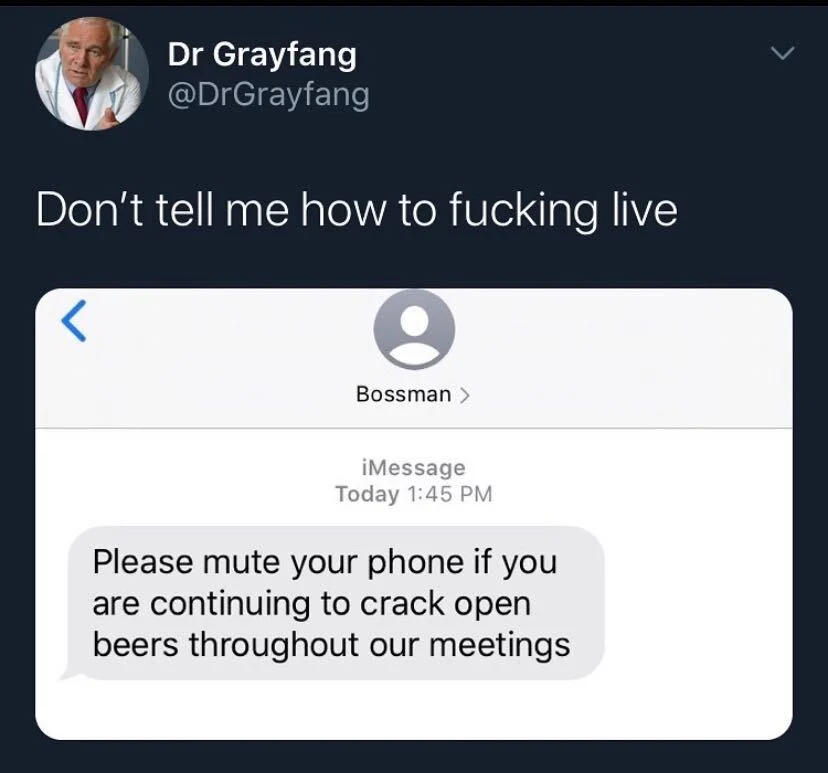 Dr Grayfang
@DrGrayfang
Don’t tell me how to fucking live
Bossman >
iMessage
Today 1:45 PM
Please mute your phone if you
are continuing to crack open
beers throughout our meetings